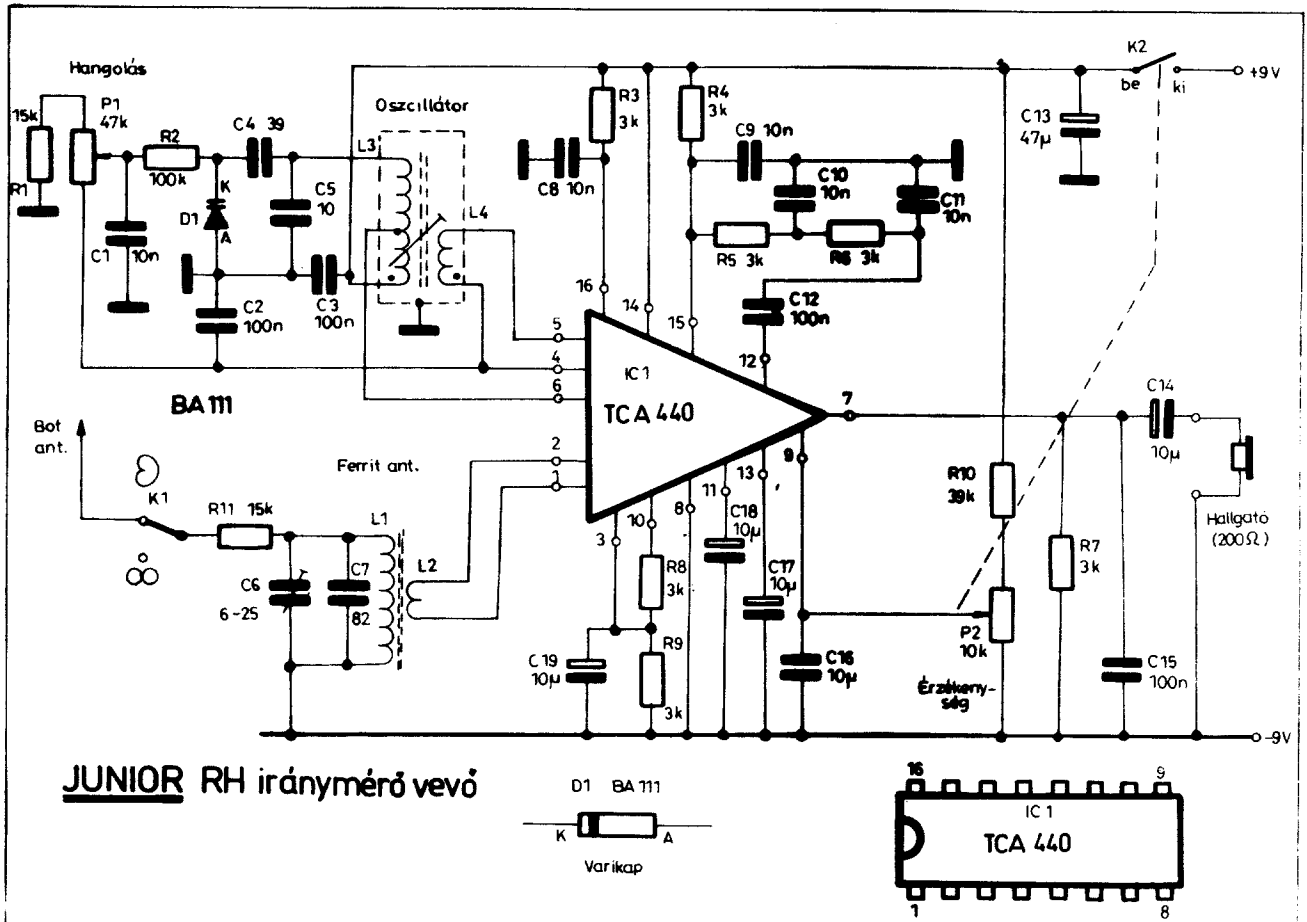 Hangolás
15k
P1
47k
R1
R2
100k
C4 39
C1
10n
K
D1
A
C5
10
C2
100n
C3
100n
Oszcillátor
L3
L4
R3
3k
C8 10n
R4
3k
C9 10n
C10
10n
C11
10n
R5 3k
R6 3k
C12
100n
C13
47µ
K2
be
ki
+9V
16
14
15
12
5
4
6
2
1
3
10
8
11
13
9
7
IC1
TCA 440
BA 111
Bot
ant.
K1
R11 15k
Ferrit ant.
L1
L2
C6
6-25
C7
82
C19
10µ
R8
3k
R9
3k
C18
10µ
C17
10µ
C16
10µ
R10
39k
P2
10k
Érzékeny-
ség
R7
3k
C14
10µ
C15
100n
Hallgató
(200Ω)
-9V
JUNIOR RH iránymérő vevő
D1 BA 111
K
A
Varikap
16
9
IC 1
TCA 440
1
8